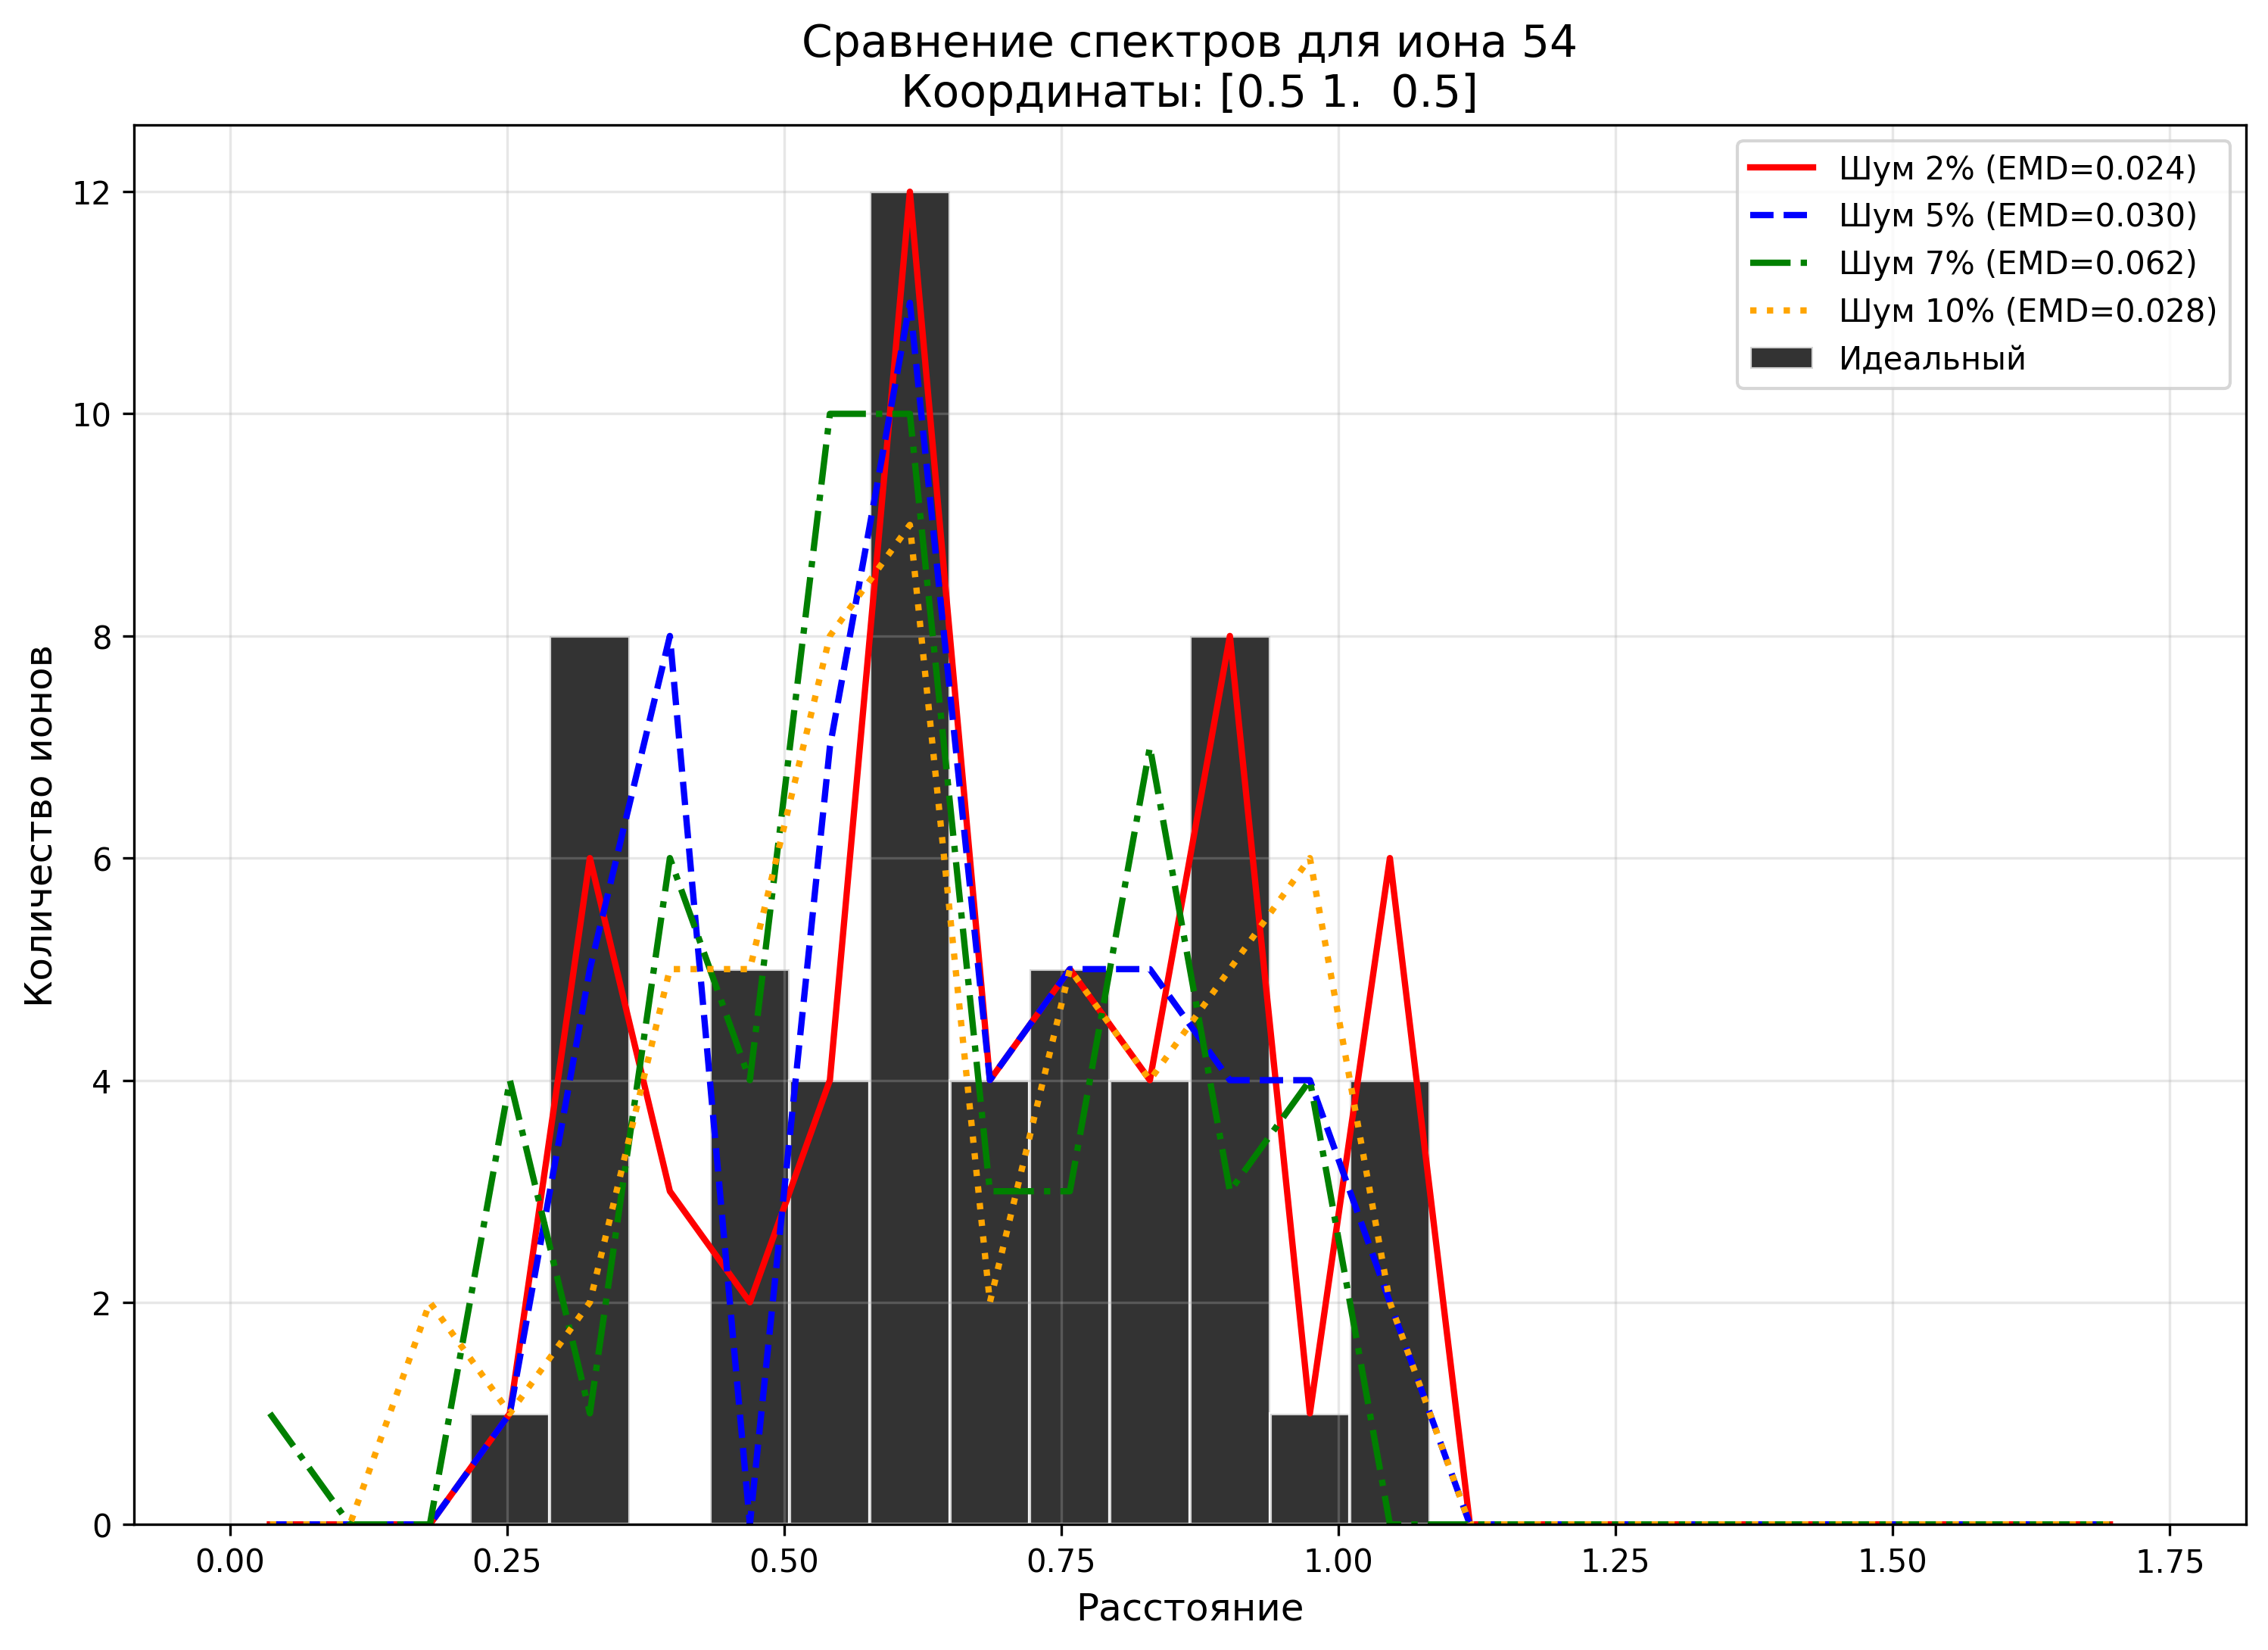 Сравнение спектров для иона 54
Координаты: [0.5 1.  0.5]
Шум 2% (EMD=0.024)
Шум 5% (EMD=0.030)
Шум 7% (EMD=0.062)
Шум 10% (EMD=0.028)
Идеальный
Количество ионов
12
10
8
6
4
2
0
0.00 0.25 0.50 0.75 1.00 1.25 1.50 1.75
Расстояние